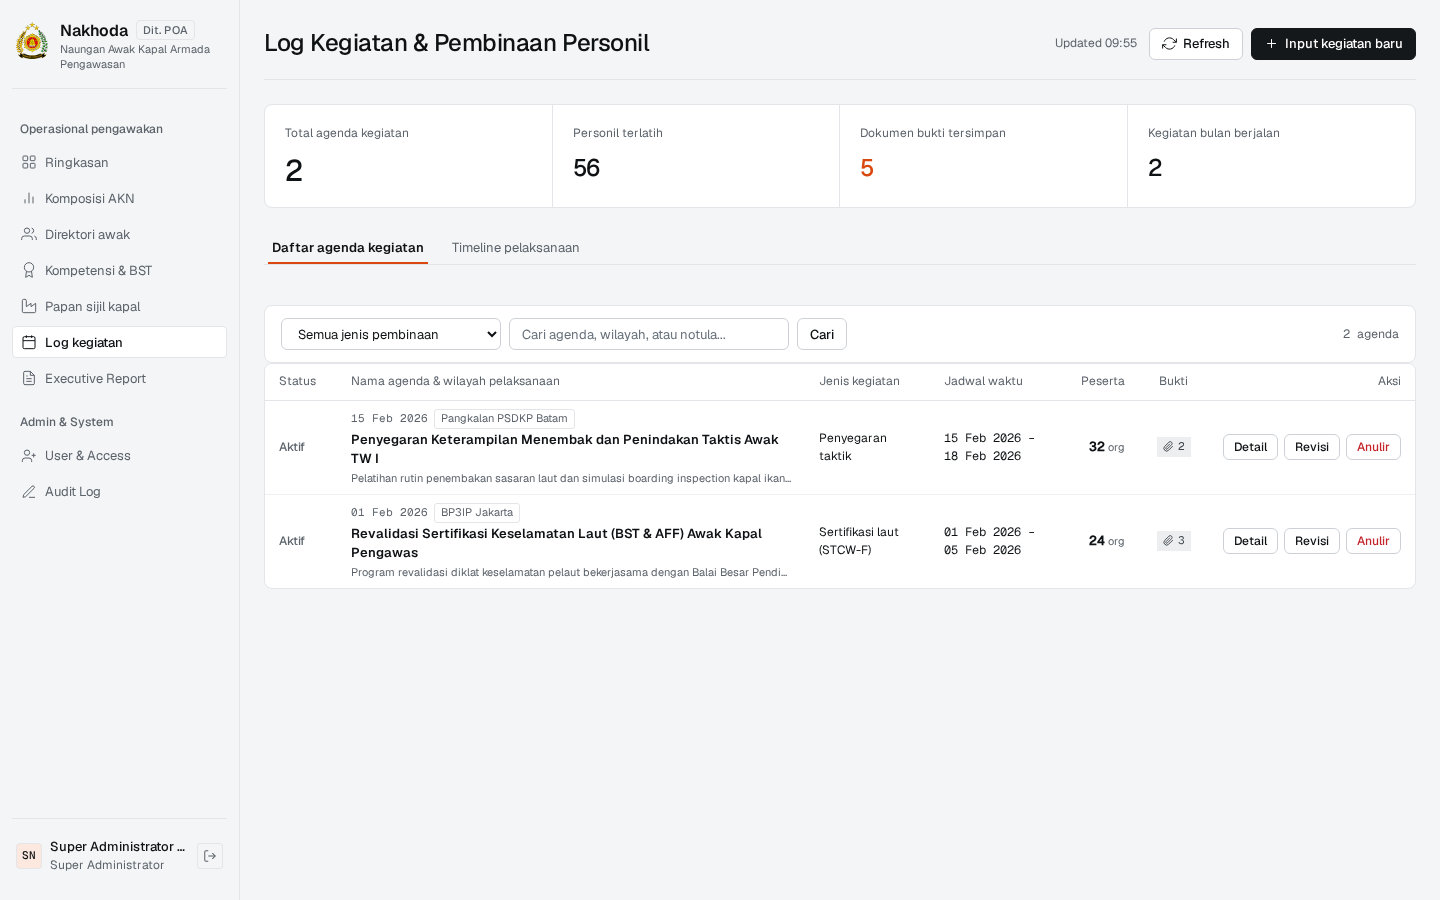 Nakhoda Dit. POA
Naungan Awak Kapal Armada
Pengawasan
Operasional pengawakan
Ringkasan
Komposisi AKN
Direktori awak
Kompetensi & BST
Papan sijil kapal
Log kegiatan
Executive Report
Admin & System
User & Access
Audit Log
SN
Super Administrator ...
Super Administrator
Log Kegiatan & Pembinaan Personil
Updated 09:55
Refresh
Input kegiatan baru
Total agenda kegiatan
2
Personil terlatih
56
Dokumen bukti tersimpan
5
Kegiatan bulan berjalan
2
Daftar agenda kegiatan
Timeline pelaksanaan
Semua jenis pembinaan
Cari agenda, wilayah, atau notula...
Cari
2 agenda
Status Nama agenda & wilayah pelaksanaan Jenis kegiatan Jadwal waktu Peserta Bukti Aksi
Aktif
15 Feb 2026 Pangkalan PSDKP Batam
Penyegaran Keterampilan Menembak dan Penindakan Taktis Awak
TW I
Pelatihan rutin penembakan sasaran laut dan simulasi boarding inspection kapal ikan...
Penyegaran
taktik
15 Feb 2026 -
18 Feb 2026
32 org
2
Detail Revisi Anulir
Aktif
01 Feb 2026 BP3IP Jakarta
Revalidasi Sertifikasi Keselamatan Laut (BST & AFF) Awak Kapal
Pengawas
Program revalidasi diklat keselamatan pelaut bekerjasama dengan Balai Besar Pendi...
Sertifikasi laut
(STCW-F)
01 Feb 2026 -
05 Feb 2026
24 org
3
Detail Revisi Anulir